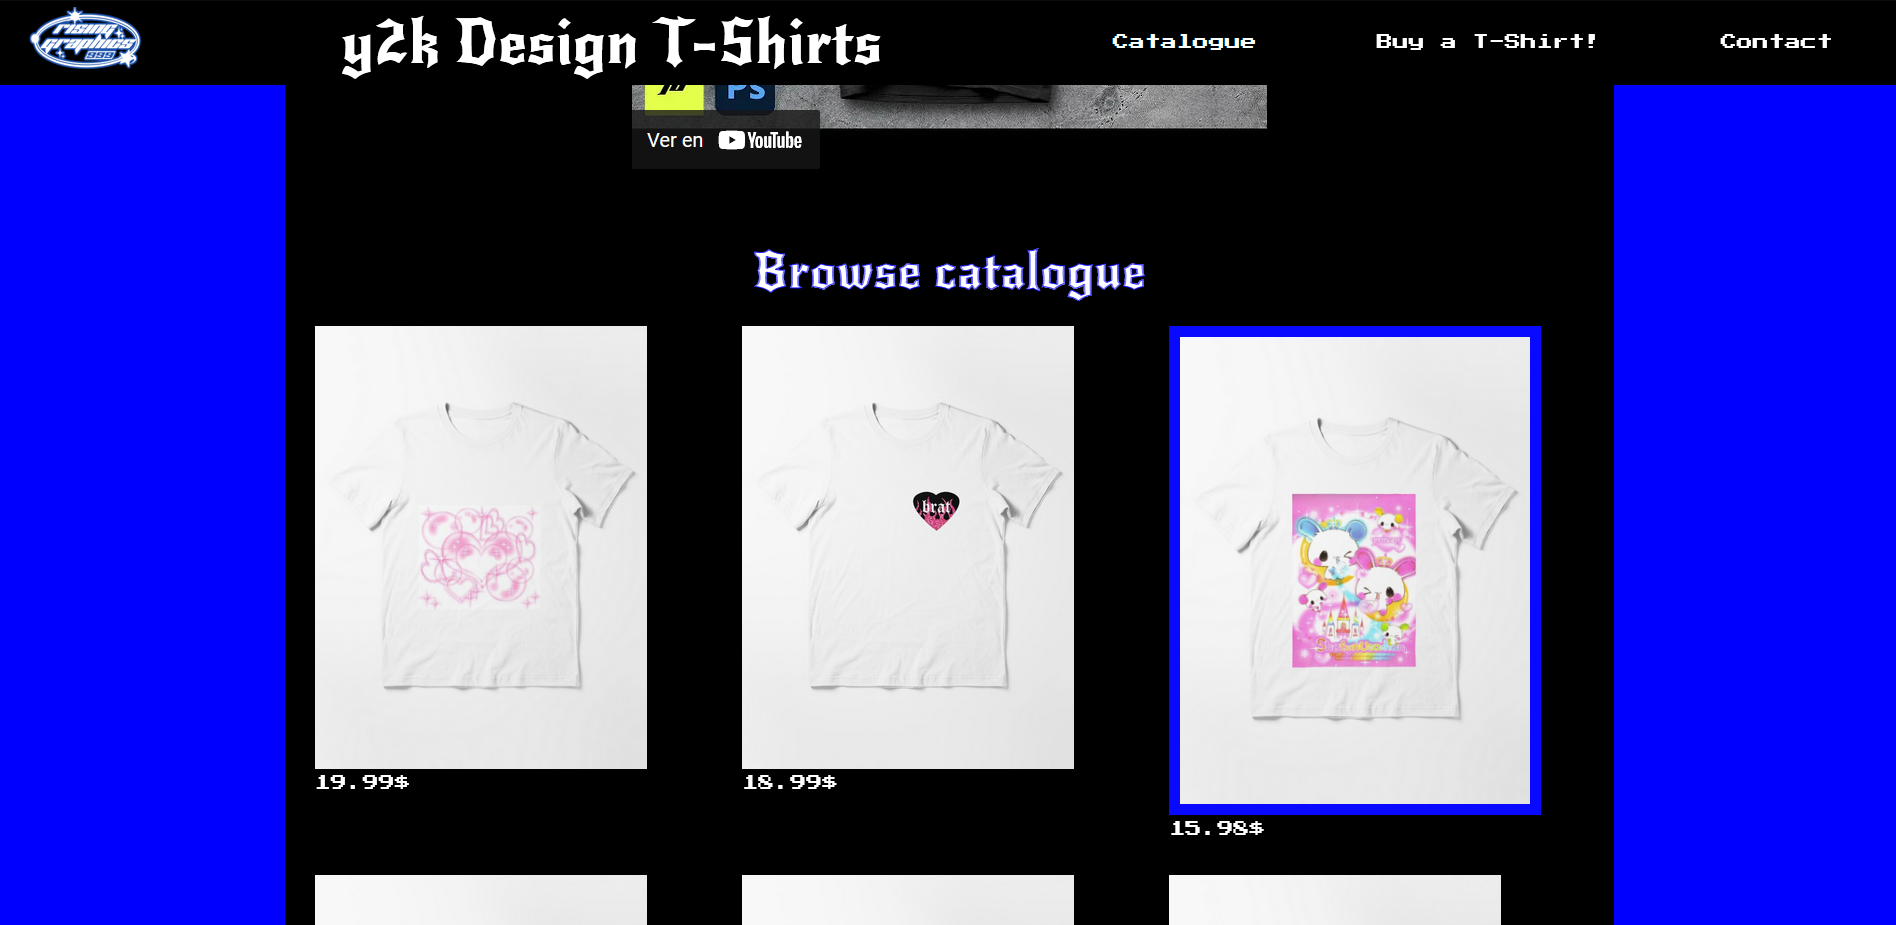 rising
graphics
999
y2k Design T-Shirts
Catalogue
Buy a T-Shirt!
Contact
Ps
Ver en YouTube
Browse catalogue
brat
19.99$
18.99$
15.98$